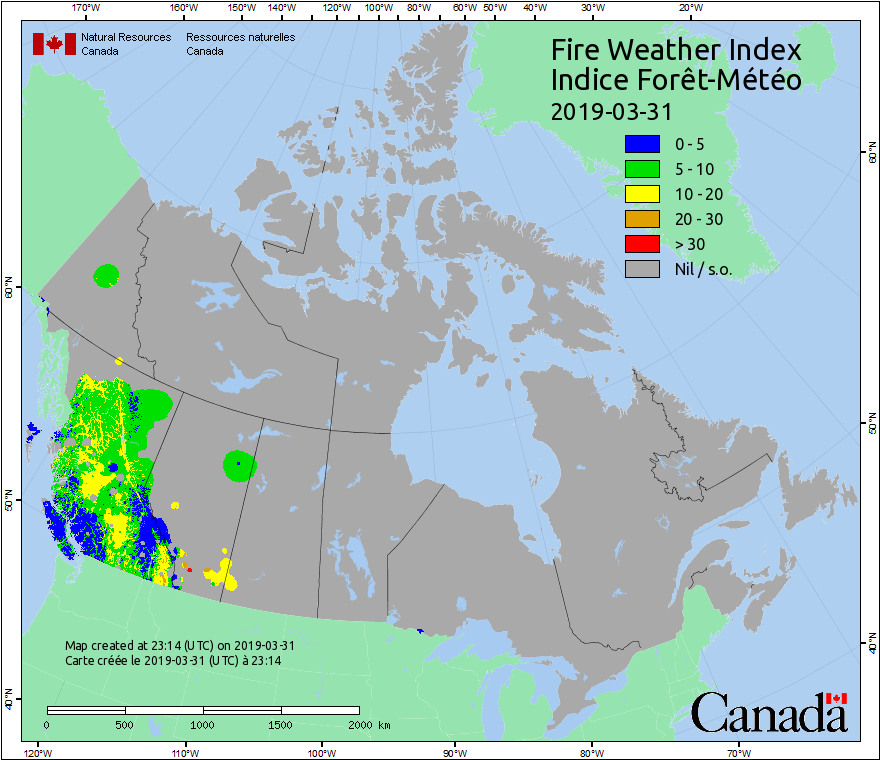 170°W 160°W 150°W 140°W 130°W 120°W 110°W 100°W 90°W 80°W 60°W 50°W 40°W 30°W 20°W
Natural Resources Ressources naturelles
Canada Canada
Fire Weather Index
Indice Forêt-Météo
2019-03-31
0 - 5
5 - 10
10 - 20
20 - 30
> 30
Nil / s.o.
60°N 60°N
50°N 50°N
40°N 40°N
Map created at 23:14 (UTC) on 2019-03-31
Carte créée le 2019-03-31 (UTC) à 23:14
0 500 1000 1500 2000 km
Canada
120°W 110°W 100°W 90°W 80°W 70°W